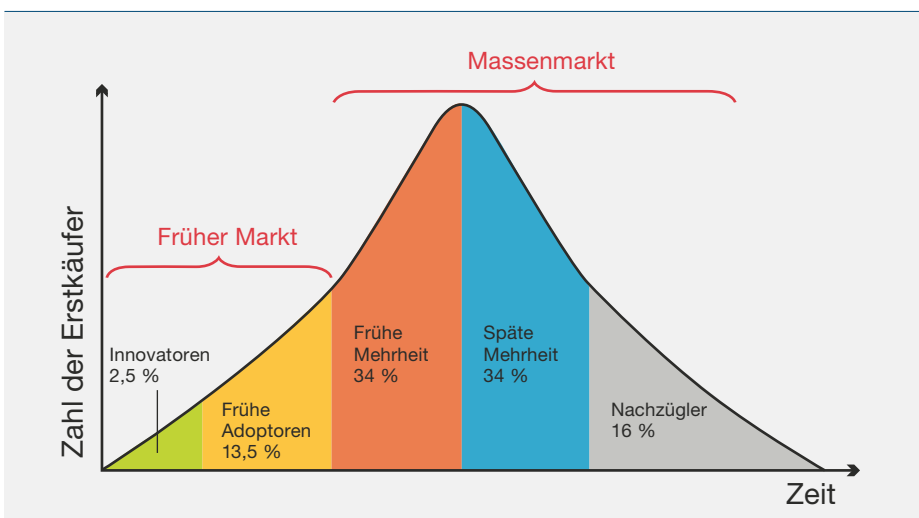 Massenmarkt
Früher Markt
Zahl der Erstkäufer
Innovatoren
2,5 %
Frühe
Adoptoren
13,5 %
Frühe
Mehrheit
34 %
Späte
Mehrheit
34 %
Nachzügler
16 %
Zeit